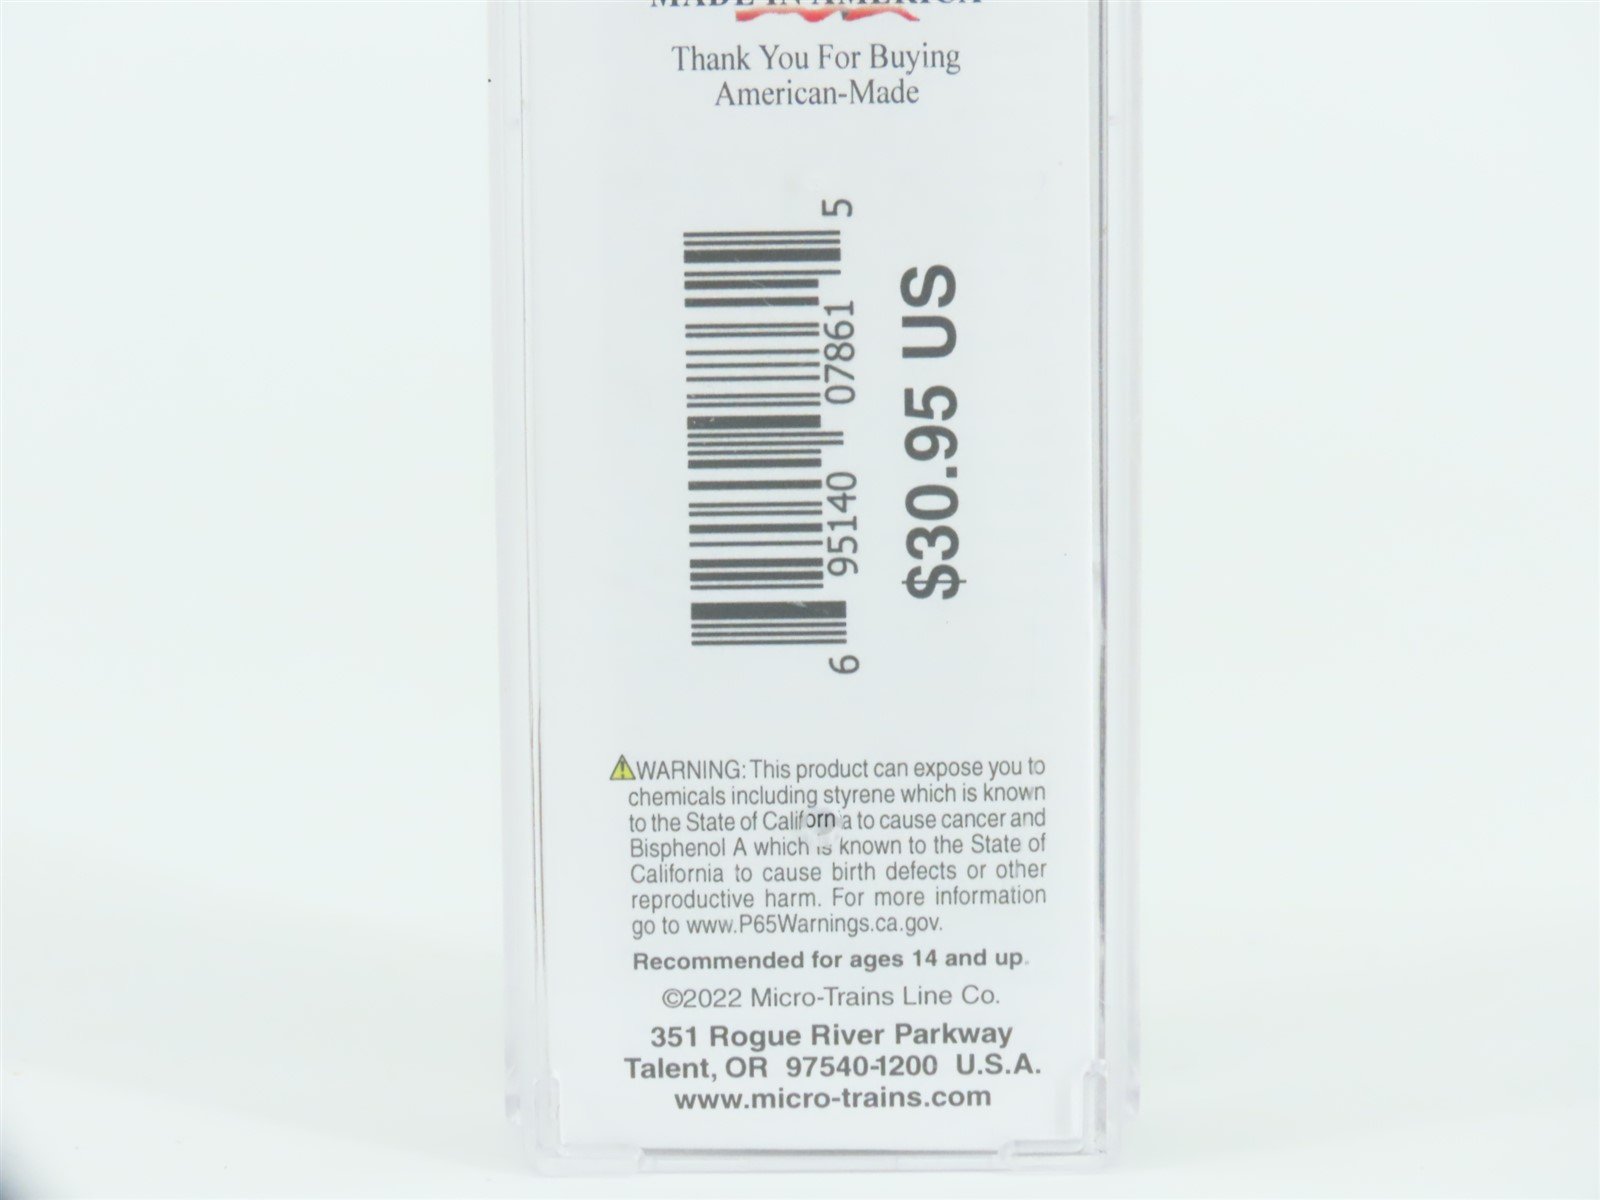 MADE IN AMERICA
Thank You For Buying
American-Made
6 95140 07861 5
$30.95 US
WARNING: This product can expose you to
chemicals including styrene which is known
to the State of California to cause cancer and
Bisphenol A which is known to the State of
California to cause birth defects or other
reproductive harm. For more information
go to www.P65Warnings.ca.gov.
Recommended for ages 14 and up.
©2022 Micro-Trains Line Co.
351 Rogue River Parkway
Talent, OR 97540-1200 U.S.A.
www.micro-trains.com